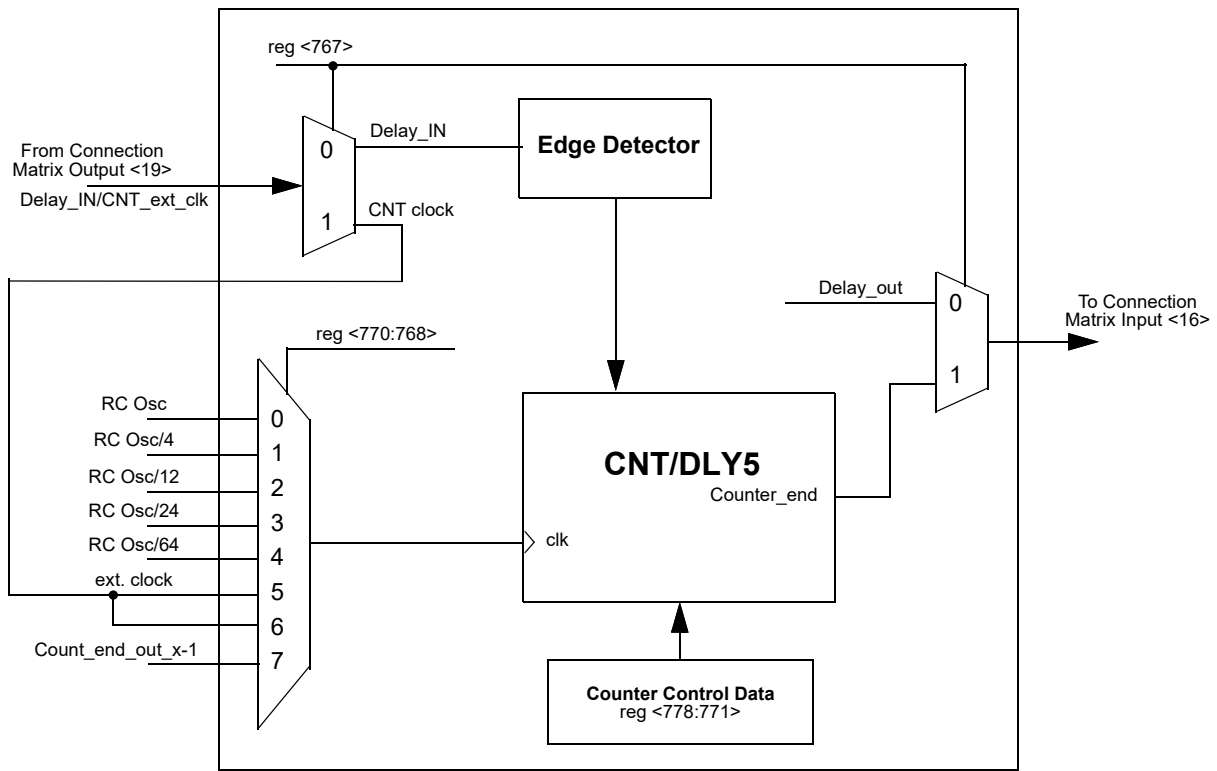 reg <767>
0
Delay_IN
Edge Detector
From Connection
Matrix Output <19>
Delay_IN/CNT_ext_clk
1
CNT clock
Delay_out
0
To Connection
Matrix Input <16>
reg <770:768>
1
RC Osc
0
RC Osc/4
1
CNT/DLY5
RC Osc/12
2
Counter_end
RC Osc/24
3
clk
RC Osc/64
4
ext. clock
5
6
Count_end_out_x-1
7
Counter Control Data
reg <778:771>